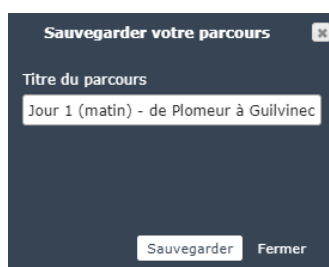 Sauvegarder votre parcours
Titre du parcours
Jour 1 (matin) - de Plomeur à Guilvinec
Sauvegarder Fermer